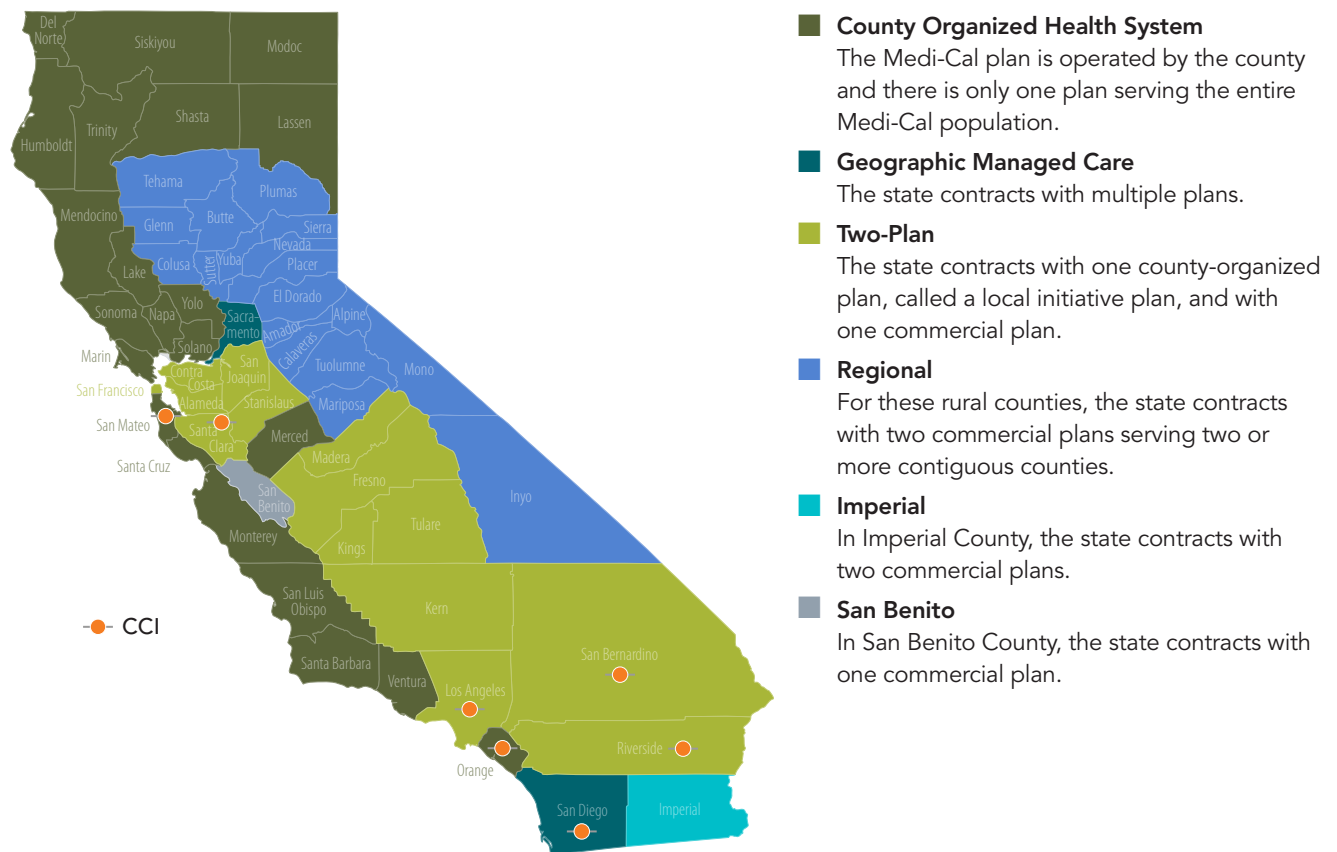 Del
Norte
Siskiyou
Modoc
Humboldt
Trinity
Shasta
Lassen
Tehama
Plumas
Mendocino
Glenn
Butte
Sierra
Lake
Colusa
Sutter
Yuba
Nevada
Placer
Sonoma
Napa
Yolo
Sacra-
mento
El Dorado
Alpine
Amador
Calaveras
Marin
Solano
San Francisco
Contra
Costa
San
Joaquin
Tuolumne
Mono
Alameda
Stanislaus
Mariposa
San Mateo
Santa
Clara
Merced
Santa Cruz
Madera
Fresno
San
Benito
Inyo
Monterey
Kings
Tulare
San Luis
Obispo
Kern
CCI
Santa Barbara
Ventura
Los Angeles
San Bernardino
Orange
Riverside
San Diego
Imperial
County Organized Health System
The Medi-Cal plan is operated by the county
and there is only one plan serving the entire
Medi-Cal population.
Geographic Managed Care
The state contracts with multiple plans.
Two-Plan
The state contracts with one county-organized
plan, called a local initiative plan, and with
one commercial plan.
Regional
For these rural counties, the state contracts
with two commercial plans serving two or
more contiguous counties.
Imperial
In Imperial County, the state contracts with
two commercial plans.
San Benito
In San Benito County, the state contracts with
one commercial plan.